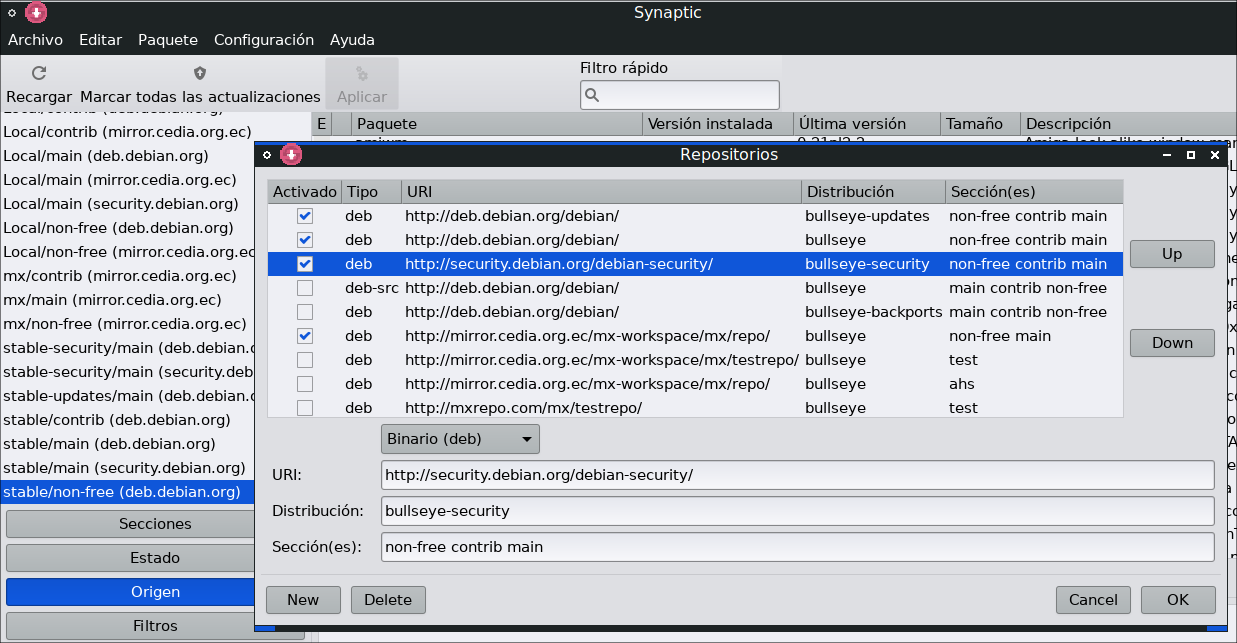 Synaptic
Archivo Editar Paquete Configuración Ayuda
Recargar Marcar todas las actualizaciones Aplicar
Filtro rápido
E Paquete Versión instalada Última versión Tamaño Descripción
Local/contrib (mirror.cedia.org.ec)
Local/main (deb.debian.org)
Local/main (mirror.cedia.org.ec)
Local/main (security.debian.org)
Local/non-free (deb.debian.org)
Local/non-free (mirror.cedia.org.ec
mx/contrib (mirror.cedia.org.ec)
mx/main (mirror.cedia.org.ec)
mx/non-free (mirror.cedia.org.ec)
stable-security/main (deb.debian.o
stable-security/main (security.deb
stable-updates/main (deb.debian.o
stable/contrib (deb.debian.org)
stable/main (deb.debian.org)
stable/main (security.debian.org)
stable/non-free (deb.debian.org)
Secciones
Estado
Origen
Filtros
Repositorios
Activado Tipo URI Distribución Sección(es)
deb http://deb.debian.org/debian/ bullseye-updates non-free contrib main
deb http://deb.debian.org/debian/ bullseye non-free contrib main
deb http://security.debian.org/debian-security/ bullseye-security non-free contrib main
deb-src http://deb.debian.org/debian/ bullseye main contrib non-free
deb http://deb.debian.org/debian/ bullseye-backports main contrib non-free
deb http://mirror.cedia.org.ec/mx-workspace/mx/repo/ bullseye non-free main
deb http://mirror.cedia.org.ec/mx-workspace/mx/testrepo/ bullseye test
deb http://mirror.cedia.org.ec/mx-workspace/mx/repo/ bullseye ahs
deb http://mxrepo.com/mx/testrepo/ bullseye test
Up
Down
Binario (deb)
URI: http://security.debian.org/debian-security/
Distribución: bullseye-security
Sección(es): non-free contrib main
New Delete Cancel OK